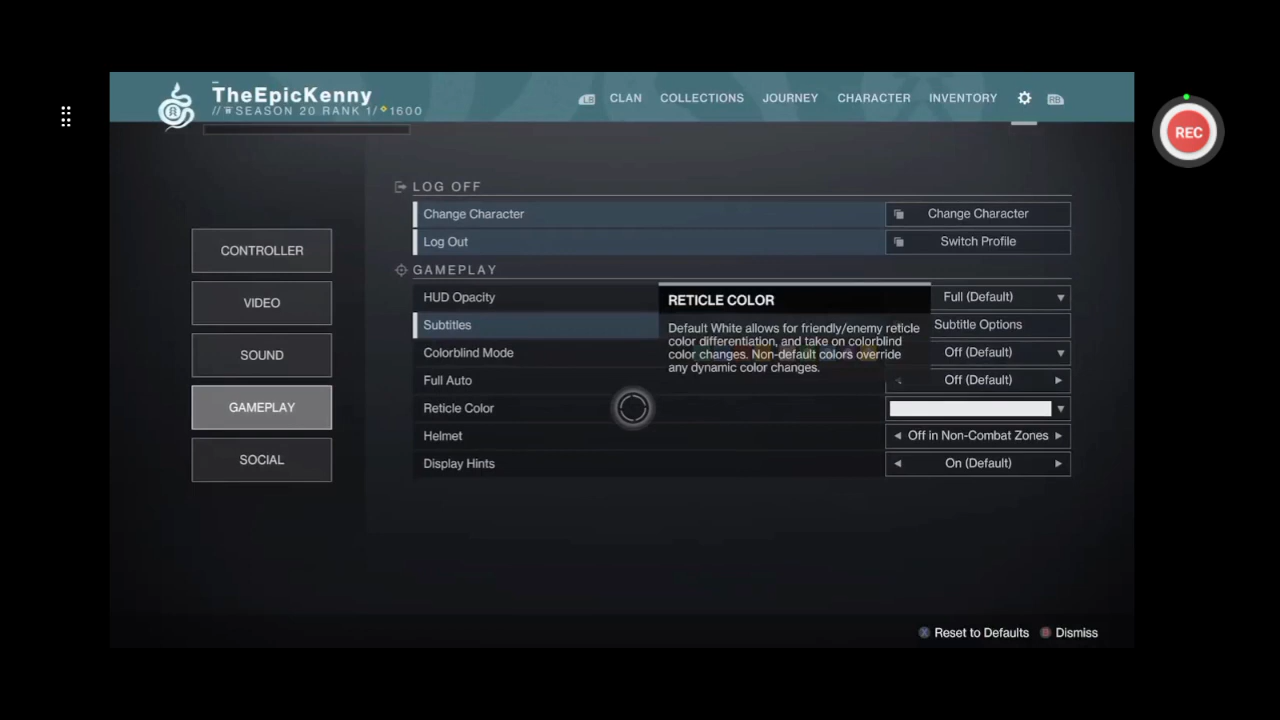 TheEpicKenny
// SEASON 20 RANK 1/ 1600
LB CLAN COLLECTIONS JOURNEY CHARACTER INVENTORY RB
REC
LOG OFF
Change Character Change Character
Log Out Switch Profile
CONTROLLER
VIDEO
SOUND
GAMEPLAY
SOCIAL
GAMEPLAY
HUD Opacity Full (Default)
Subtitles Subtitle Options
Colorblind Mode Off (Default)
Full Auto Off (Default)
Reticle Color
Helmet Off in Non-Combat Zones
Display Hints On (Default)
RETICLE COLOR
Default White allows for friendly/enemy reticle
color differentiation, and take on colorblind
color changes. Non-default colors override
any dynamic color changes.
X Reset to Defaults B Dismiss